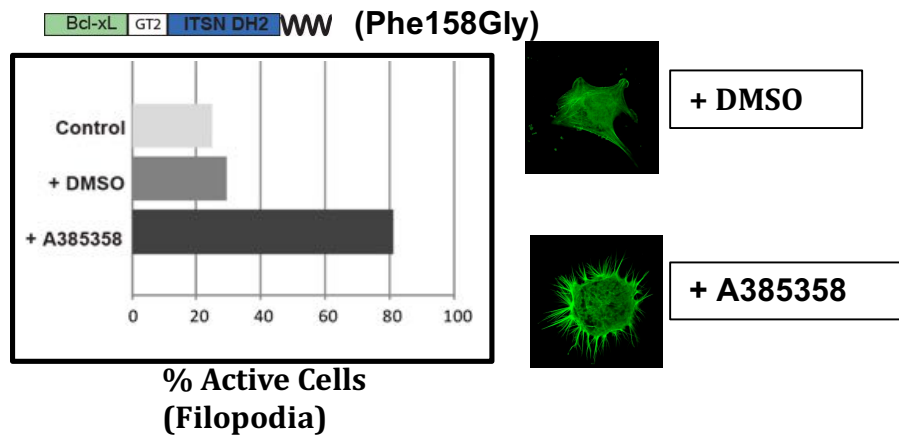 Bcl-xL GT2 ITSN DH2 (Phe158Gly)
Control
+ DMSO
+ A385358
0 20 40 60 80 100
% Active Cells
(Filopodia)
+ DMSO
+ A385358